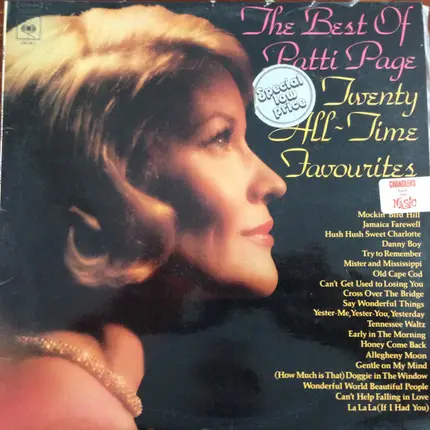 CBS
The Best Of
Patti Page
Special
low
price
Twenty
All~Time
Favourites
CHANDLERS
Music
Mockin' Bird Hill
Jamaica Farewell
Hush Hush Sweet Charlotte
Danny Boy
Try to Remember
Mister and Mississippi
Old Cape Cod
Can't Get Used to Losing You
Cross Over The Bridge
Say Wonderful Things
Yester-Me, Yester-You, Yesterday
Tennessee Waltz
Early in The Morning
Honey Come Back
Allegheny Moon
Gentle on My Mind
(How Much is That) Doggie in The Window
Wonderful World Beautiful People
Can't Help Falling in Love
La La La (If I Had You)